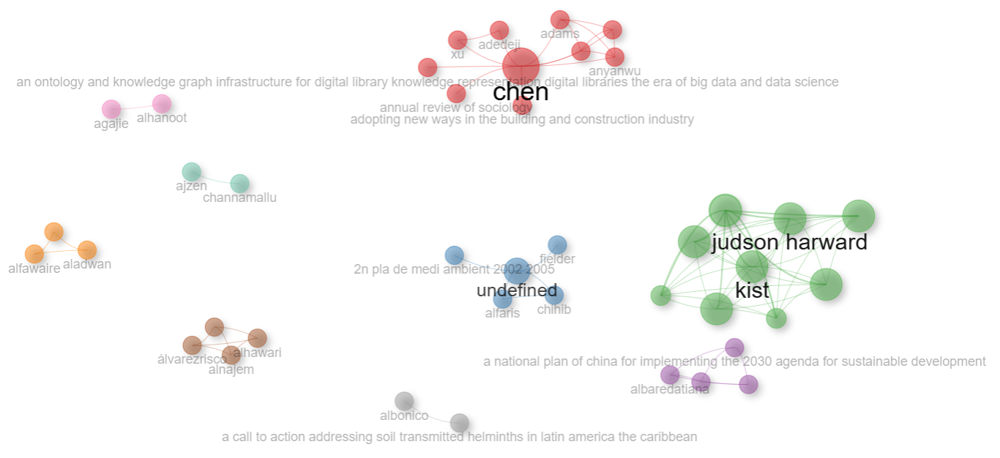 adams
adedeji
xu
anyanwu
an ontology and knowledge graph infrastructure for digital library knowledge representation digital libraries the era of big data and data science
chen
annual review of sociology
adopting new ways in the building and construction industry
alhanoot
agajie
ajzen
channamallu
judson harward
fielder
alfawaire
aladwan
2n pla de medi ambient 2002 2005
undefined
kist
alfaris
chihib
alhawari
álvarezrisco
alnajem
a national plan of china for implementing the 2030 agenda for sustainable development
albaredatiana
albonico
a call to action addressing soil transmitted helminths in latin america the caribbean